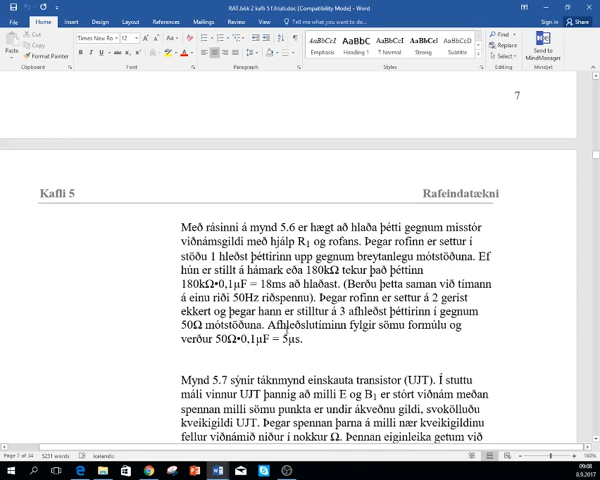 RAT.bók 2 kafli 5 I.hluti.doc [Compatibility Mode] - Word
File Home Insert Design Layout References Mailings Review View Tell me what you want to do... Sign in Share
Cut
Copy
Format Painter
Paste
Clipboard
Times New Ro 12
Font
Paragraph
AaBbCcI AaBbC AaBbCcI AaBbCcI AaBbCcD
Emphasis Heading 1 Normal Strong Subtitle
Styles
Find
Replace
Select
Editing
Send to
MindManager
Mindjet
7
Kafli 5 Rafeindatækni
Með rásinni á mynd 5.6 er hægt að hlaða þétti gegnum misstór
viðnámsgildi með hjálp R1 og rofans. Þegar rofinn er settur í
stöðu 1 hleðst þéttirinn upp gegnum breytanlegu mótstöðuna. Ef
hún er stillt á hámark eða 180kΩ tekur það þéttinn
180kΩ•0,1µF = 18ms að hlaðast. (Berðu þetta saman við tímann
á einu riði 50Hz riðspennu). Þegar rofinn er settur á 2 gerist
ekkert og þegar hann er stilltur á 3 afhleðst þéttirinn í gegnum
50Ω mótstöðuna. Afhleðslutíminn fylgir sömu formúlu og
verður 50Ω•0,1µF = 5µs.
Mynd 5.7 sýnir táknmynd einskauta transistor (UJT). Í stuttu
máli vinnur UJT þannig að milli E og B1 er stórt viðnám meðan
spennan milli sömu punkta er undir ákveðnu gildi, svokölluðu
kveikigildi UJT. Þegar spennan þarna á milli nær kveikigildinu
fellur viðnámið niður í nokkur Ω. Þennan eiginleika getum við
Page 7 of 34 5251 words Icelandic 160%
09:08
8.9.2017